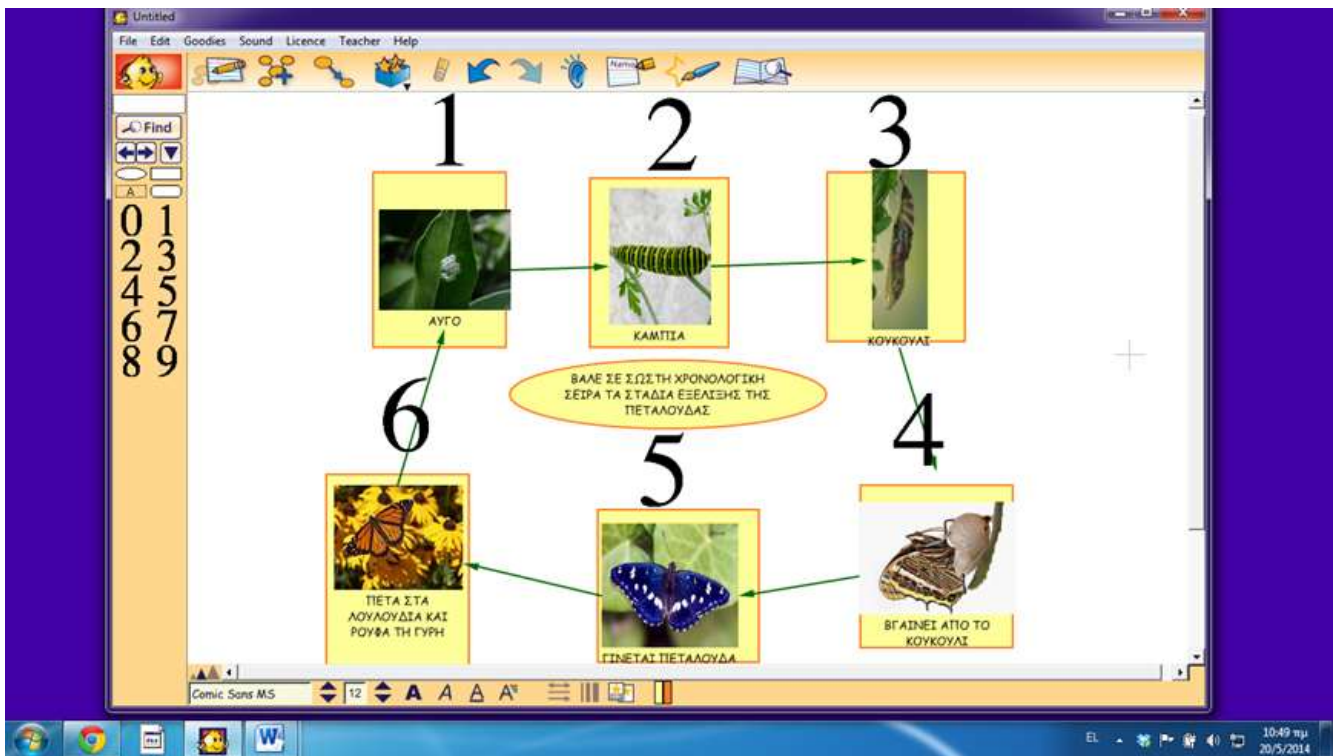 Untitled
File Edit Goodies Sound Licence Teacher Help
Name
Find
A
0 1
2 3
4 5
6 7
8 9
1
2
3
ΑΥΓΟ
ΚΑΜΠΙΑ
ΚΟΥΚΟΥΛΙ
ΒΑΛΕ ΣΕ ΣΩΣΤΗ ΧΡΟΝΟΛΟΓΙΚΗ
ΣΕΙΡΑ ΤΑ ΣΤΑΔΙΑ ΕΞΕΛΙΞΗΣ ΤΗΣ
ΠΕΤΑΛΟΥΔΑΣ
6
5
4
ΠΕΤΑ ΣΤΑ
ΛΟΥΛΟΥΔΙΑ ΚΑΙ
ΡΟΥΦΑ ΤΗ ΓΥΡΗ
ΓΙΝΕΤΑΙ ΠΕΤΑΛΟΥΔΑ
ΒΓΑΙΝΕΙ ΑΠΟ ΤΟ
ΚΟΥΚΟΥΛΙ
Comic Sans MS 12 A A A A
W
EL 10:49 πμ
20/5/2014